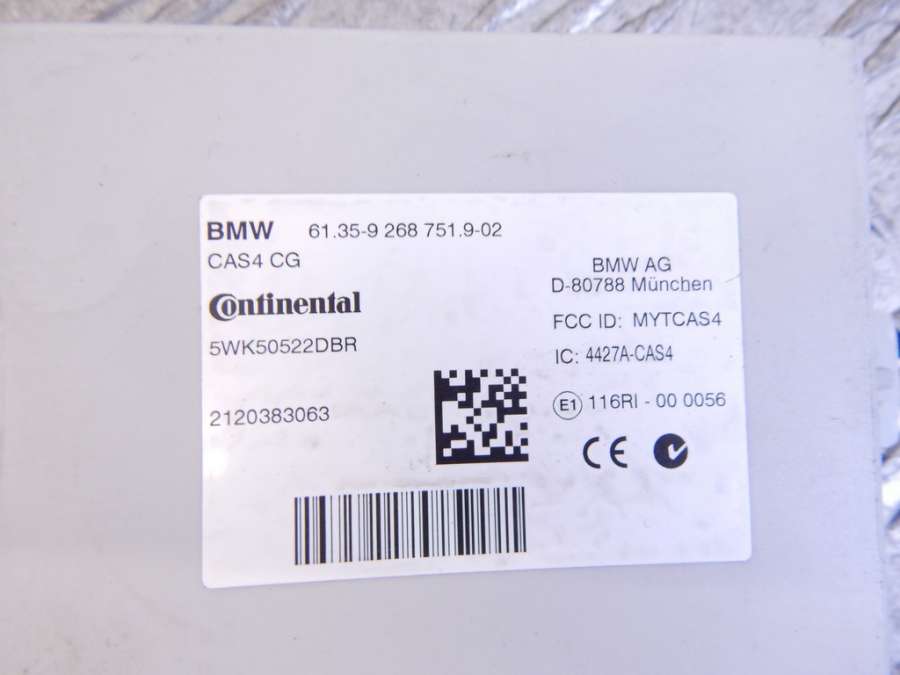 BMW 61.35-9 268 751.9-02
CAS4 CG
Continental
5WK50522DBR
2120383063
BMW AG
D-80788 München
FCC ID: MYTCAS4
IC: 4427A-CAS4
E1 116RI - 00 0056
CE